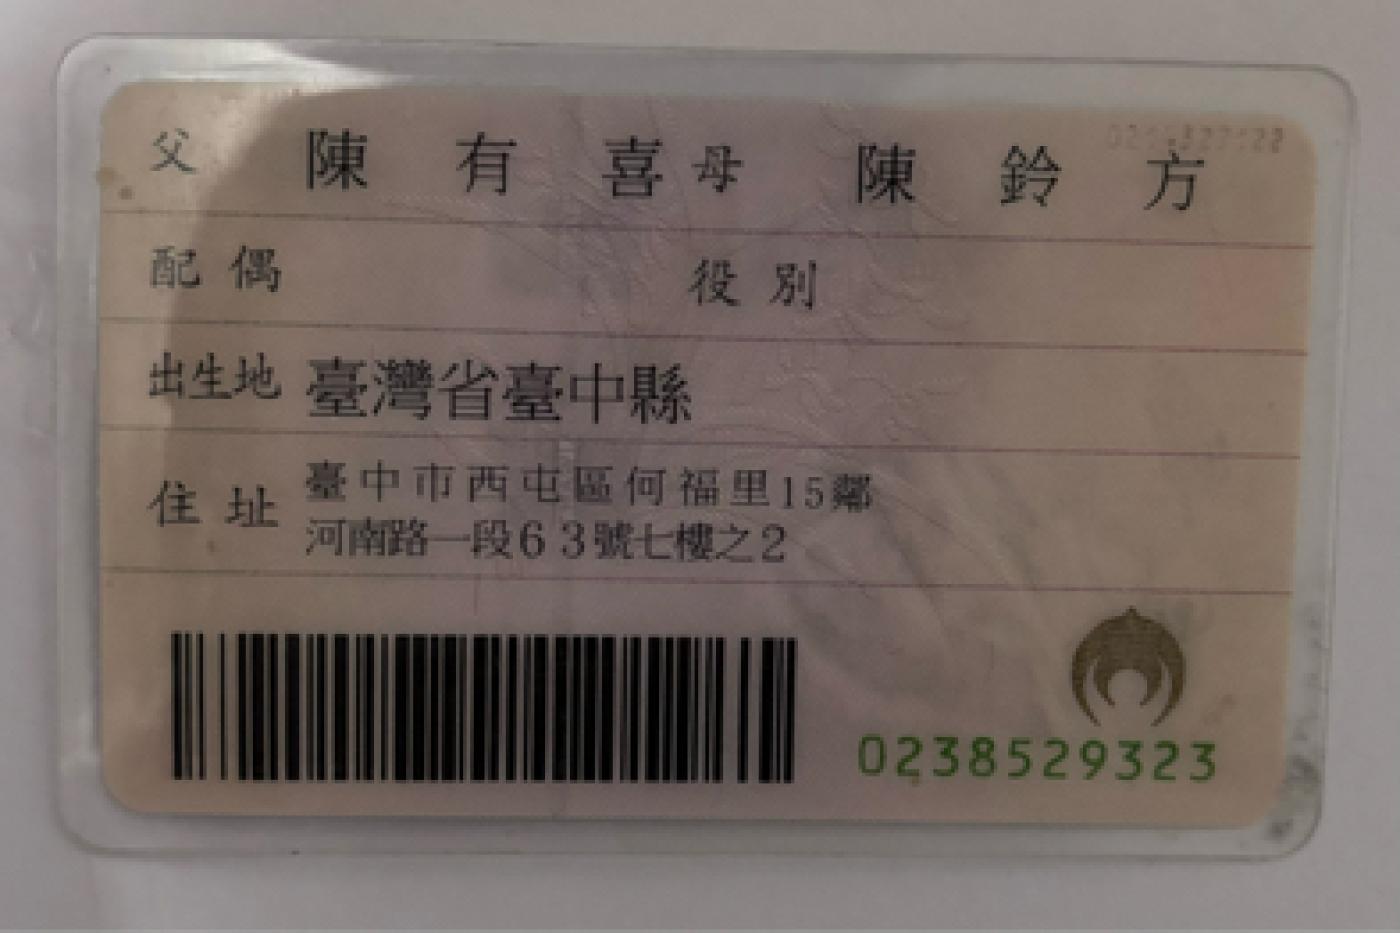 父 陳有喜 母 陳鈴方
配偶 役別
出生地 臺灣省臺中縣
住址 臺中市西屯區何福里15鄰
河南路一段63號七樓之2
0238529323